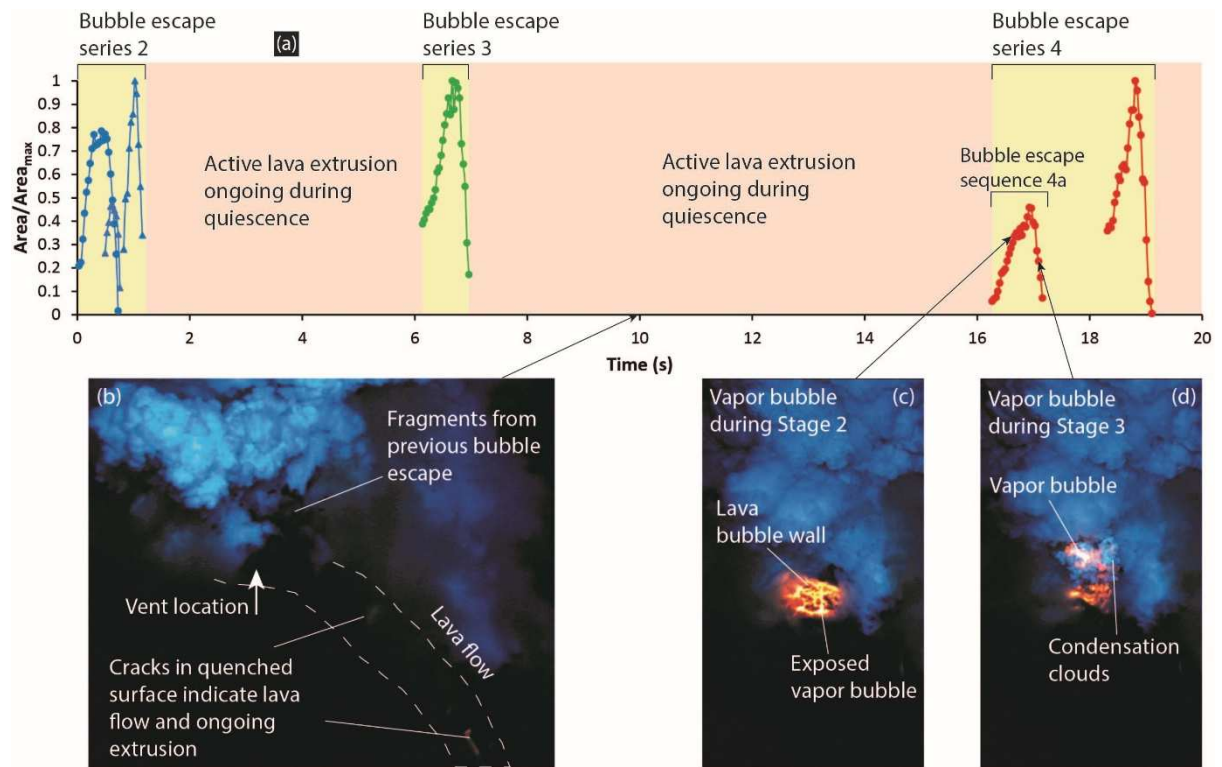 Bubble escape
series 2
(a)
Bubble escape
series 3
Bubble escape
series 4
Area/Area_max
1
0.9
0.8
0.7
0.6
0.5
0.4
0.3
0.2
0.1
0
Active lava extrusion
ongoing during
quiescence
Active lava extrusion
ongoing during
quiescence
Bubble escape
sequence 4a
0 2 4 6 8 10 12 14 16 18 20
Time (s)
(b)
Fragments from
previous bubble
escape
Vent location
Lava flow
Cracks in quenched
surface indicate lava
flow and ongoing
extrusion
Vapor bubble (c)
during Stage 2
Lava
bubble wall
Exposed
vapor bubble
Vapor bubble (d)
during Stage 3
Vapor bubble
Condensation
clouds